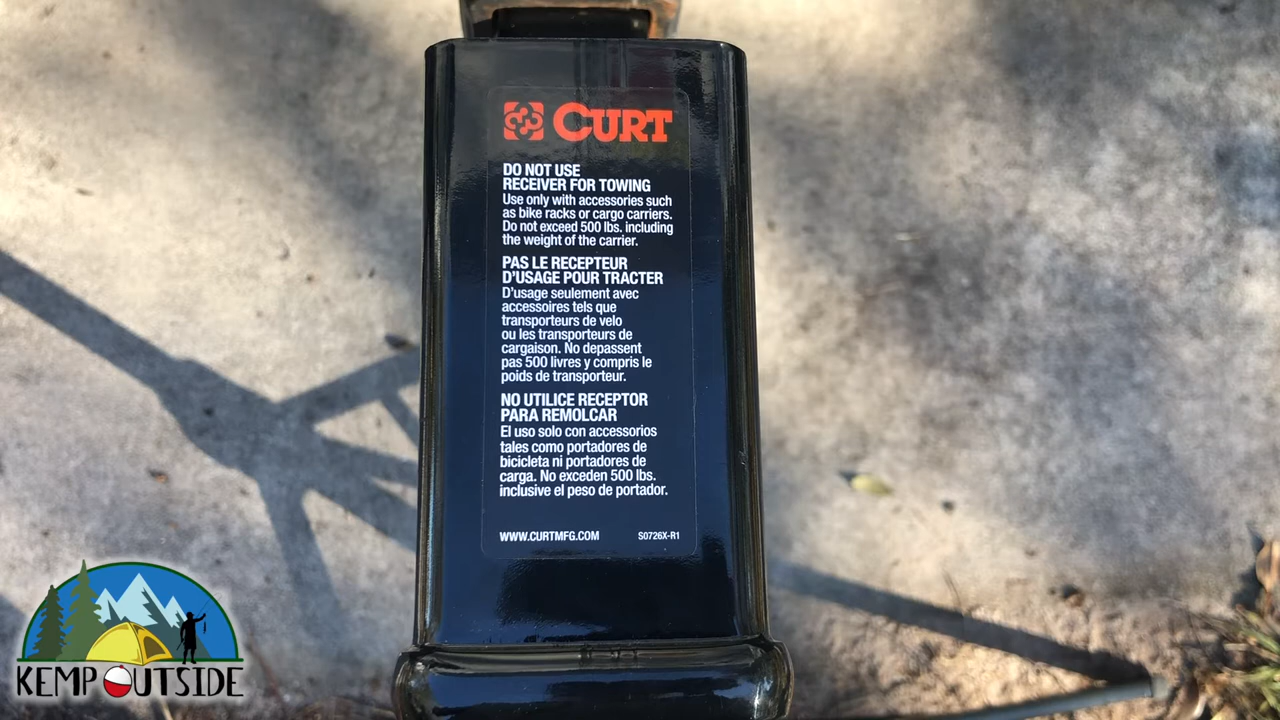 CURT
DO NOT USE
RECEIVER FOR TOWING
Use only with accessories such
as bike racks or cargo carriers.
Do not exceed 500 lbs. including
the weight of the carrier.
PAS LE RECEPTEUR
D'USAGE POUR TRACTER
D'usage seulement avec
accessoires tels que
transporteurs de velo
ou les transporteurs de
cargaison. No depassent
pas 500 livres y compris le
poids de transporteur.
NO UTILICE RECEPTOR
PARA REMOLCAR
El uso solo con accessorios
tales como portadores de
bicicleta ni portadores de
carga. No exceden 500 lbs.
inclusive el peso de portador.
WWW.CURTMFG.COM S0726X-R1
KEMP OUTSIDE